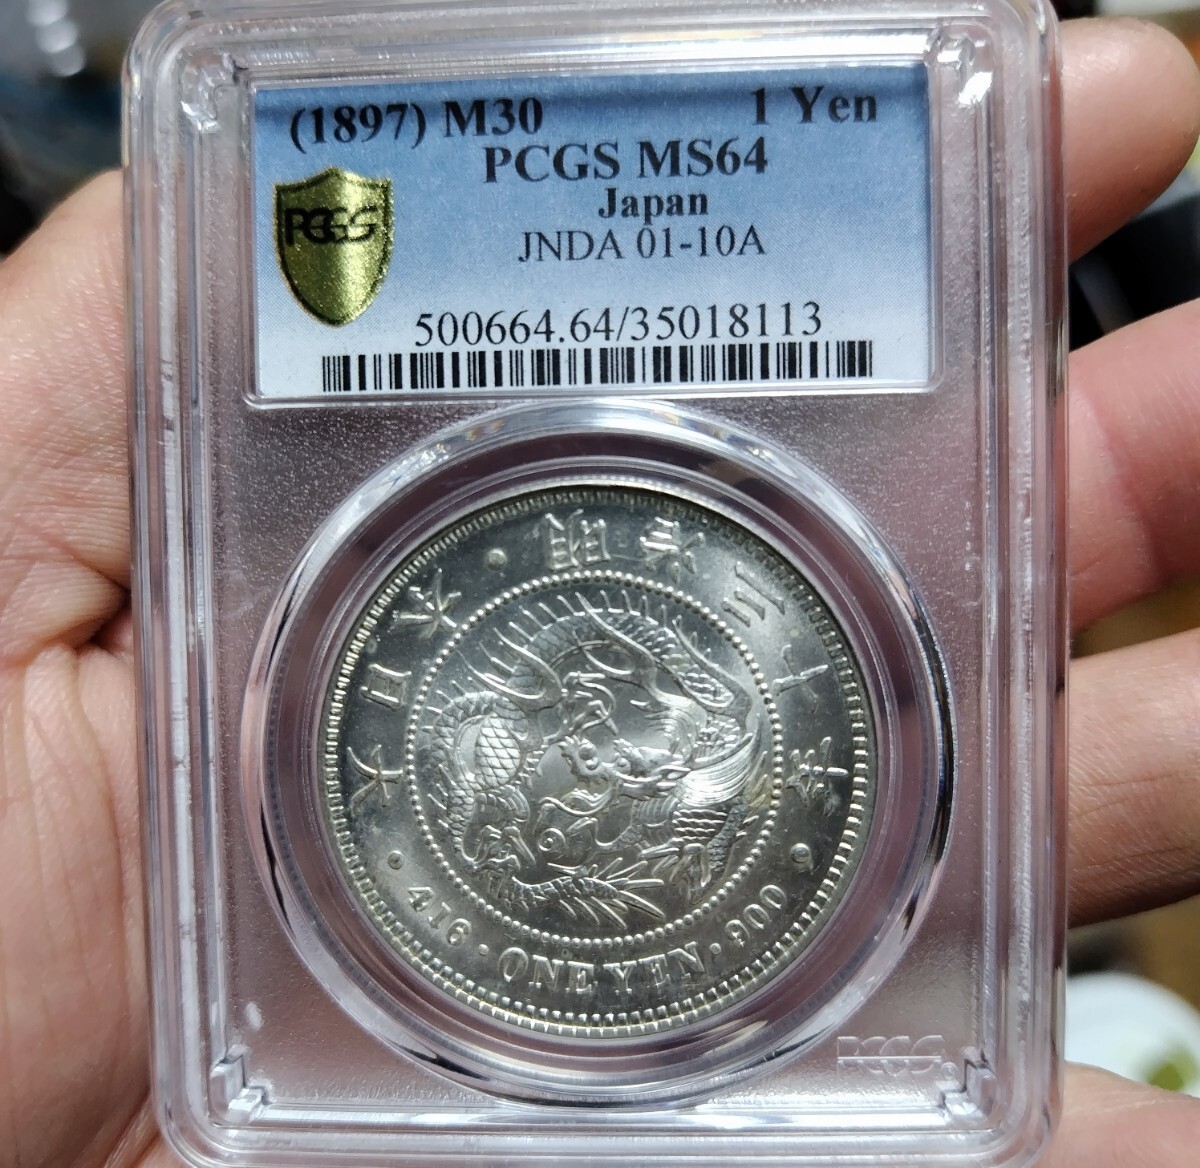 (1897) M30 1 Yen
PCGS MS64
Japan
JNDA 01-10A
PCGS
500664.64/35018113
大日本 · 明治三十年
416 · ONE YEN · 900
PCGS